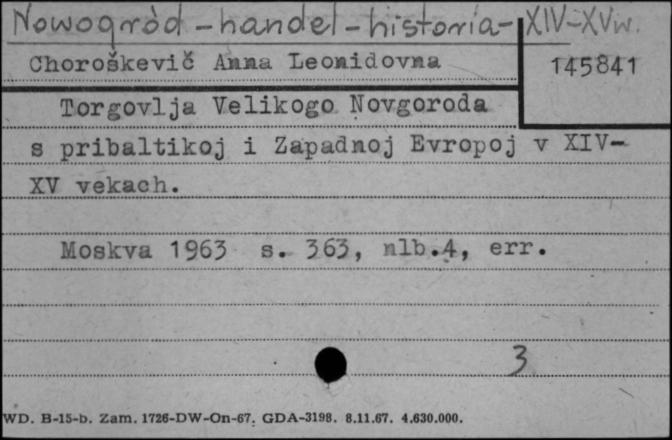 Nowogród - handel - historia - XIV-XVw.
Choroškevič Anna Leonidovna
145841
Torgovlja Velikogo Novgoroda
s pribaltikoj i Zapadnoj Evropoj v XIV-
XV vekach.
Moskva 1963 s. 363, nlb.4, err.
3
WD. B-15-b. Zam. 1726-DW-On-67. GDA-3198. 8.11.67. 4.630.000.